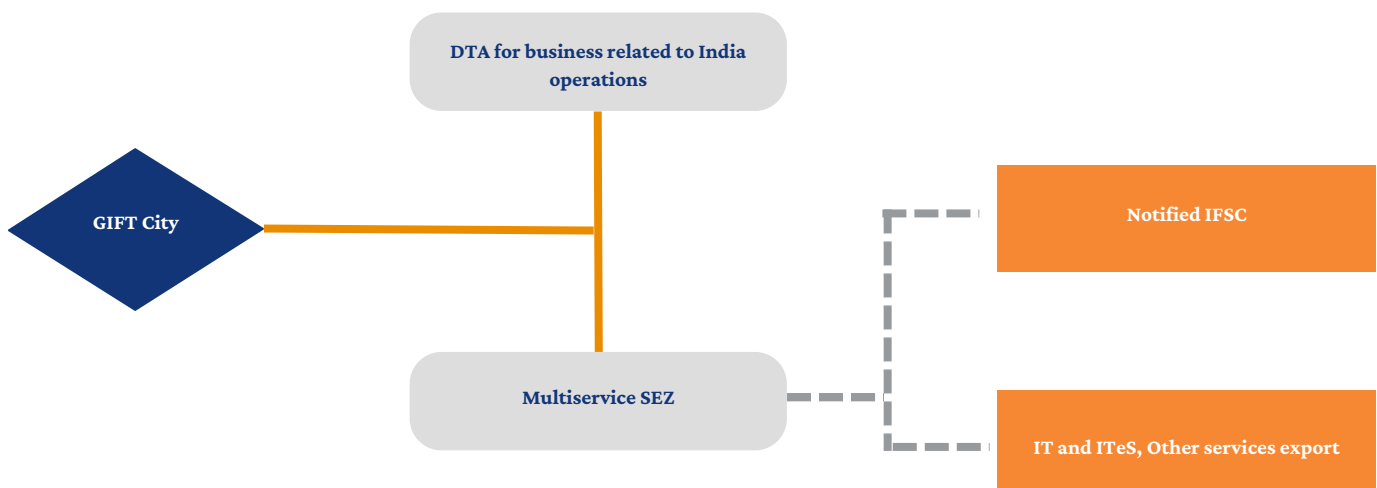 DTA for business related to India
operations
GIFT City
Notified IFSC
Multiservice SEZ
IT and ITeS, Other services export